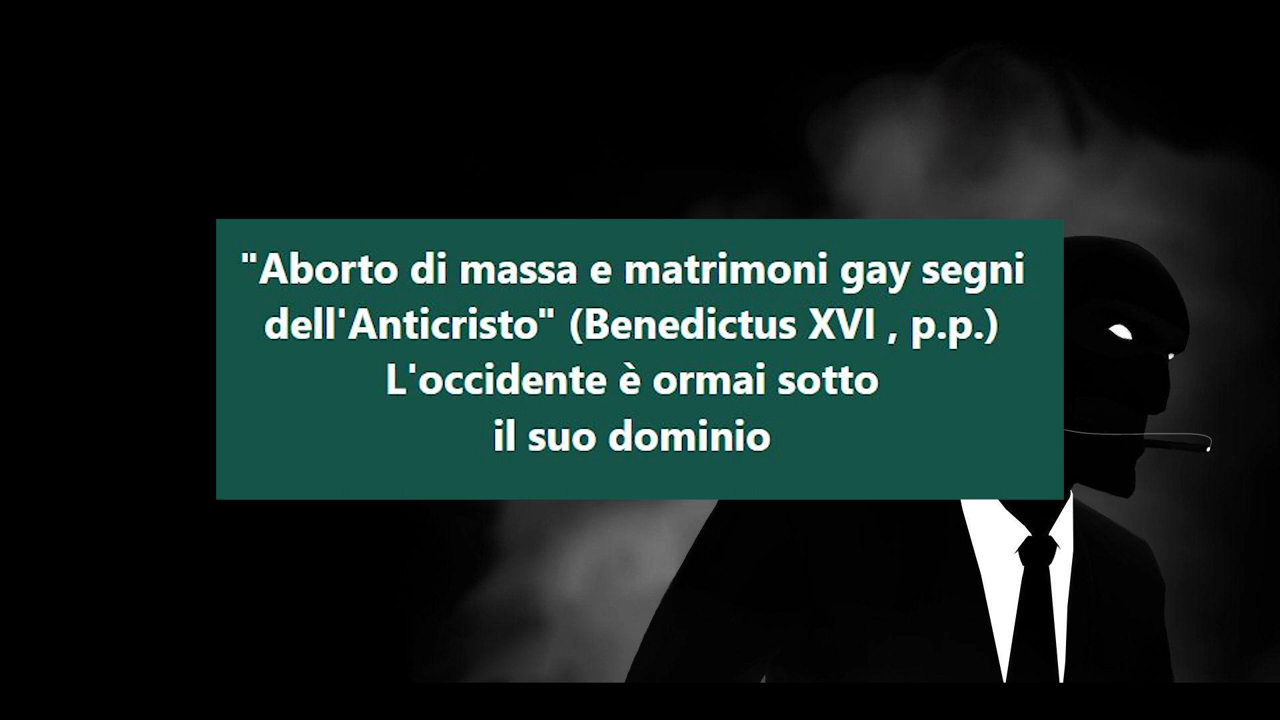 "Aborto di massa e matrimoni gay segni
dell'Anticristo" (Benedictus XVI , p.p.)
L'occidente è ormai sotto
il suo dominio